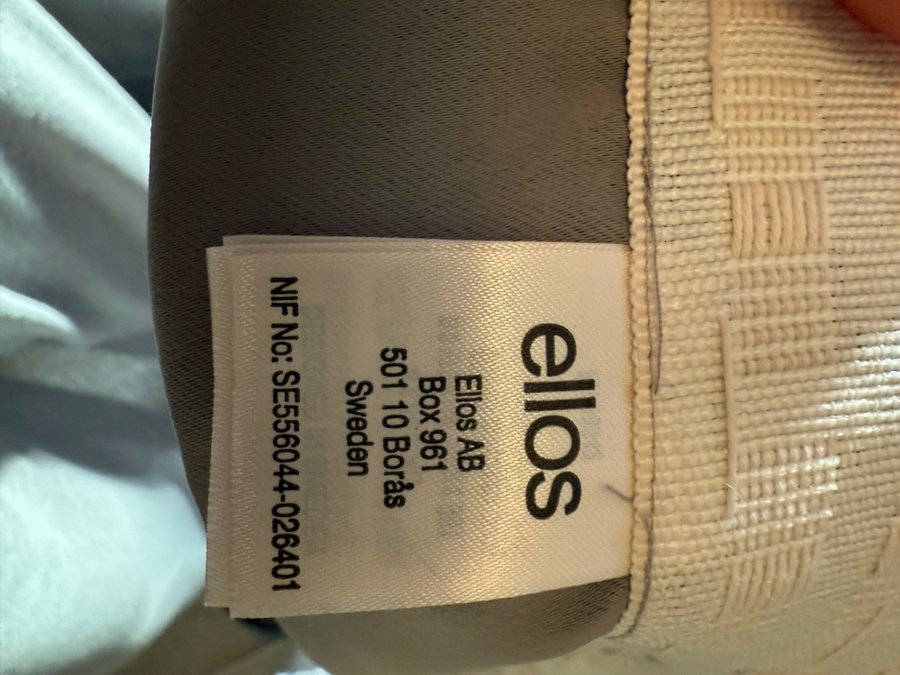 ellos
Ellos AB
Box 961
501 10 Borås
Sweden
NIF No: SE556044-026401